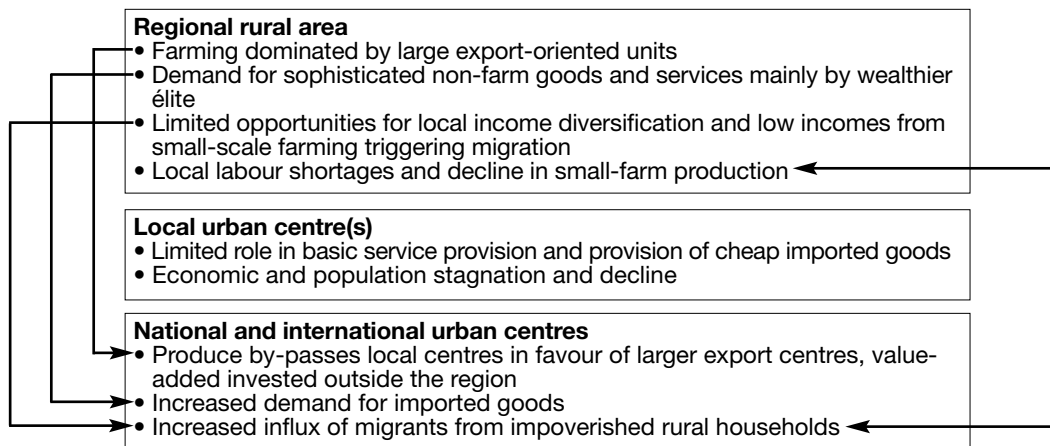 Regional rural area
• Farming dominated by large export-oriented units
• Demand for sophisticated non-farm goods and services mainly by wealthier
élite
• Limited opportunities for local income diversification and low incomes from
small-scale farming triggering migration
• Local labour shortages and decline in small-farm production
Local urban centre(s)
• Limited role in basic service provision and provision of cheap imported goods
• Economic and population stagnation and decline
National and international urban centres
• Produce by-passes local centres in favour of larger export centres, value-
added invested outside the region
• Increased demand for imported goods
• Increased influx of migrants from impoverished rural households